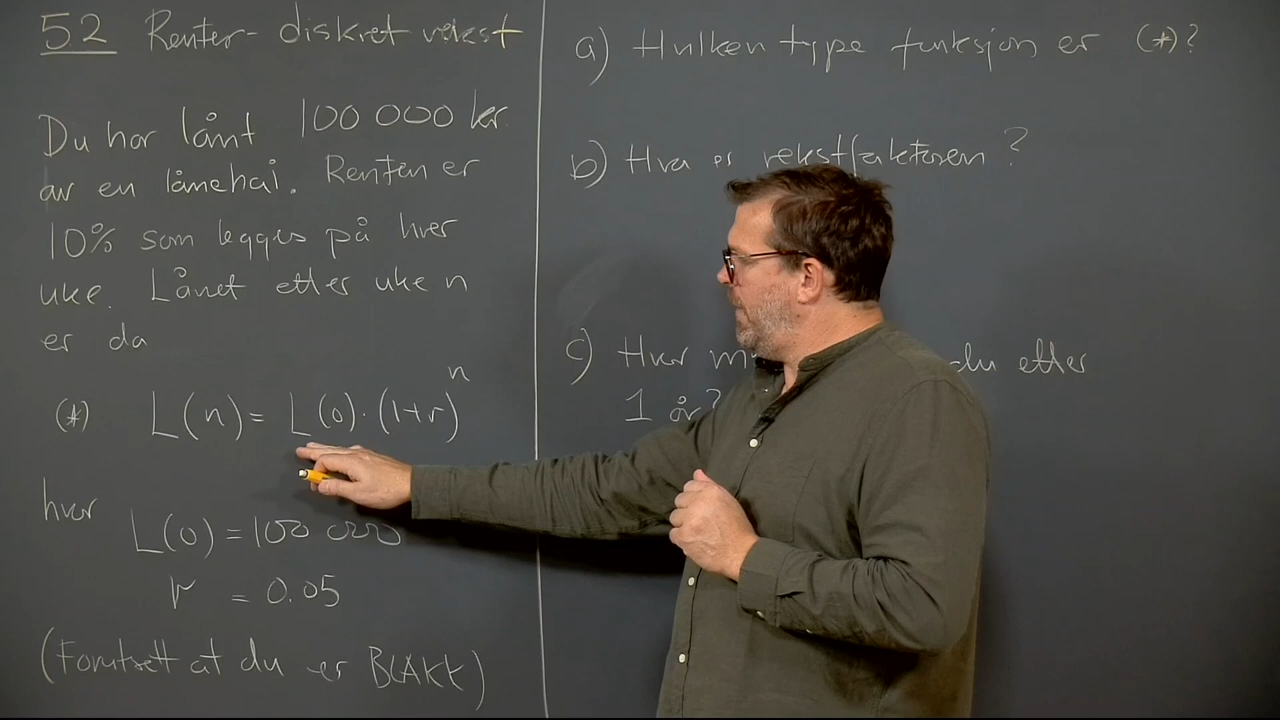 5.2 Renter - diskret vekst
Du har lånt 100 000 kr
av en lånehai. Renten er
10% som legges på hver
uke. Lånet etter uke n
er da
(*) L(n) = L(0) · (1+r)^n
hvor
L(0) = 100 000
r = 0.05
(Forutsett at du er BLAKK)
a) Hvilken type funksjon er (*)?
b) Hva er vekstfaktoren?
c) Hvor du etter
1 år?